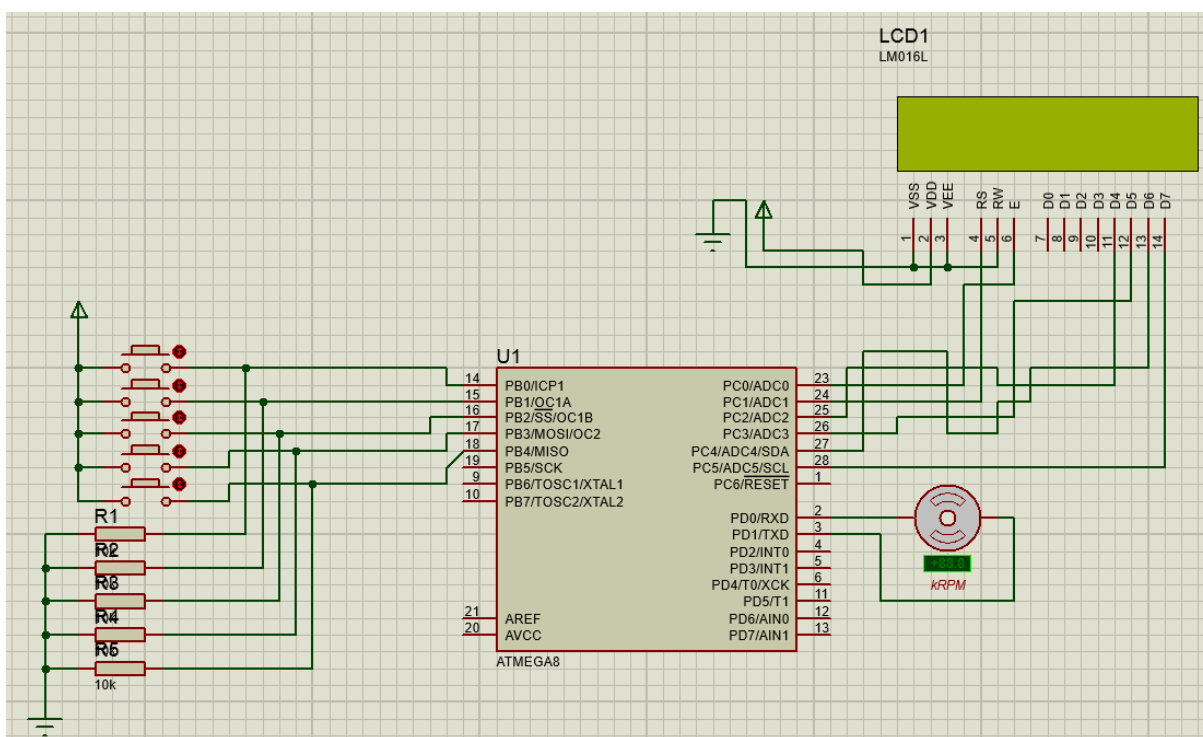 LCD1
LM016L
VSS
VDD
VEE
RS
RW
E
D0
D1
D2
D3
D4
D5
D6
D7
1
2
3
4
5
6
7
8
9
10
11
12
13
14
U1
14 PB0/ICP1
15 PB1/OC1A
16 PB2/SS/OC1B
17 PB3/MOSI/OC2
18 PB4/MISO
19 PB5/SCK
9 PB6/TOSC1/XTAL1
10 PB7/TOSC2/XTAL2
21 AREF
20 AVCC
PC0/ADC0 23
PC1/ADC1 24
PC2/ADC2 25
PC3/ADC3 26
PC4/ADC4/SDA 27
PC5/ADC5/SCL 28
PC6/RESET 1
PD0/RXD 2
PD1/TXD 3
PD2/INT0 4
PD3/INT1 5
PD4/T0/XCK 6
PD5/T1 11
PD6/AIN0 12
PD7/AIN1 13
ATMEGA8
+88.8
kRPM
R1
R2
R3
R4
R5
10k